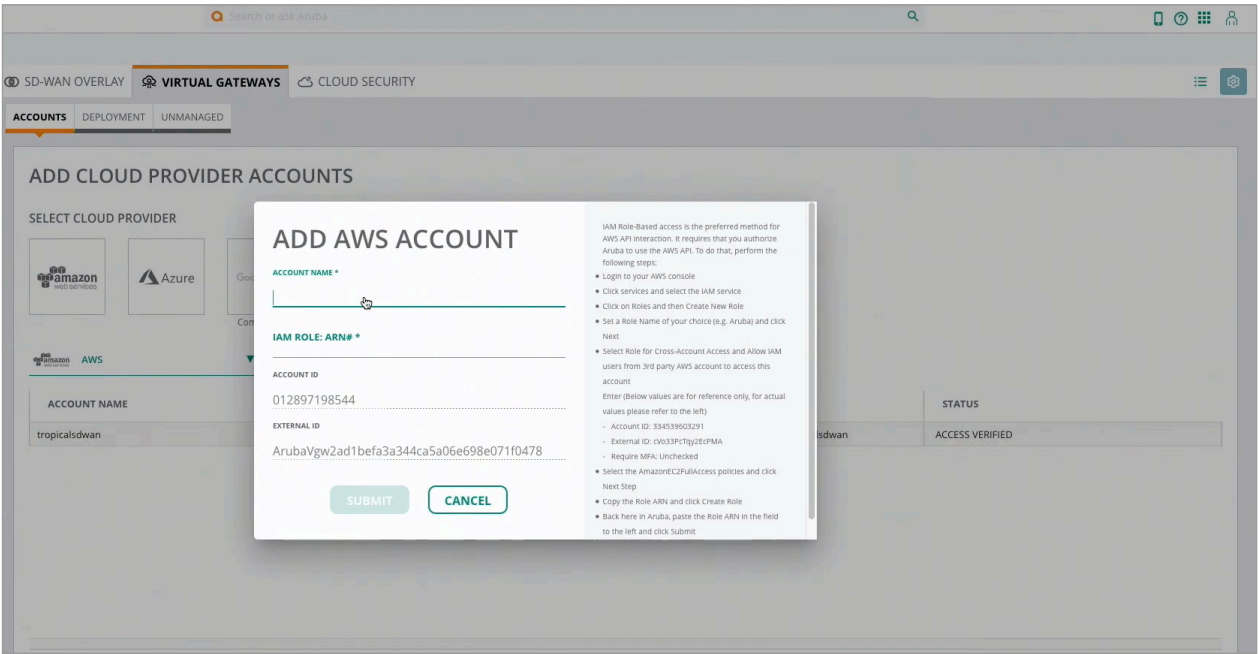 Search or ask Aruba
SD-WAN OVERLAY
VIRTUAL GATEWAYS
CLOUD SECURITY
ACCOUNTS
DEPLOYMENT
UNMANAGED
ADD CLOUD PROVIDER ACCOUNTS
SELECT CLOUD PROVIDER
amazon
web services
Azure
Goo
Com
amazon
web services
AWS
ACCOUNT NAME
STATUS
tropicalsdwan
lsdwan
ACCESS VERIFIED
ADD AWS ACCOUNT
ACCOUNT NAME *
IAM ROLE: ARN# *
ACCOUNT ID
012897198544
EXTERNAL ID
ArubaVgw2ad1befa3a344ca5a06e698e071f0478
SUBMIT
CANCEL
IAM Role-Based access is the preferred method for
AWS API interaction. It requires that you authorize
Aruba to use the AWS API. To do that, perform the
following steps:
• Login to your AWS console
• Click services and select the IAM service
• Click on Roles and then Create New Role
• Set a Role Name of your choice (e.g. Aruba) and click
Next
• Select Role for Cross-Account Access and Allow IAM
users from 3rd party AWS account to access this
account
Enter (Below values are for reference only, for actual
values please refer to the left)
- Account ID: 334539603291
- External ID: cVo33PcTqy2EcPMA
- Require MFA: Unchecked
• Select the AmazonEC2FullAccess policies and click
Next Step
• Copy the Role ARN and click Create Role
• Back here in Aruba, paste the Role ARN in the field
to the left and click Submit